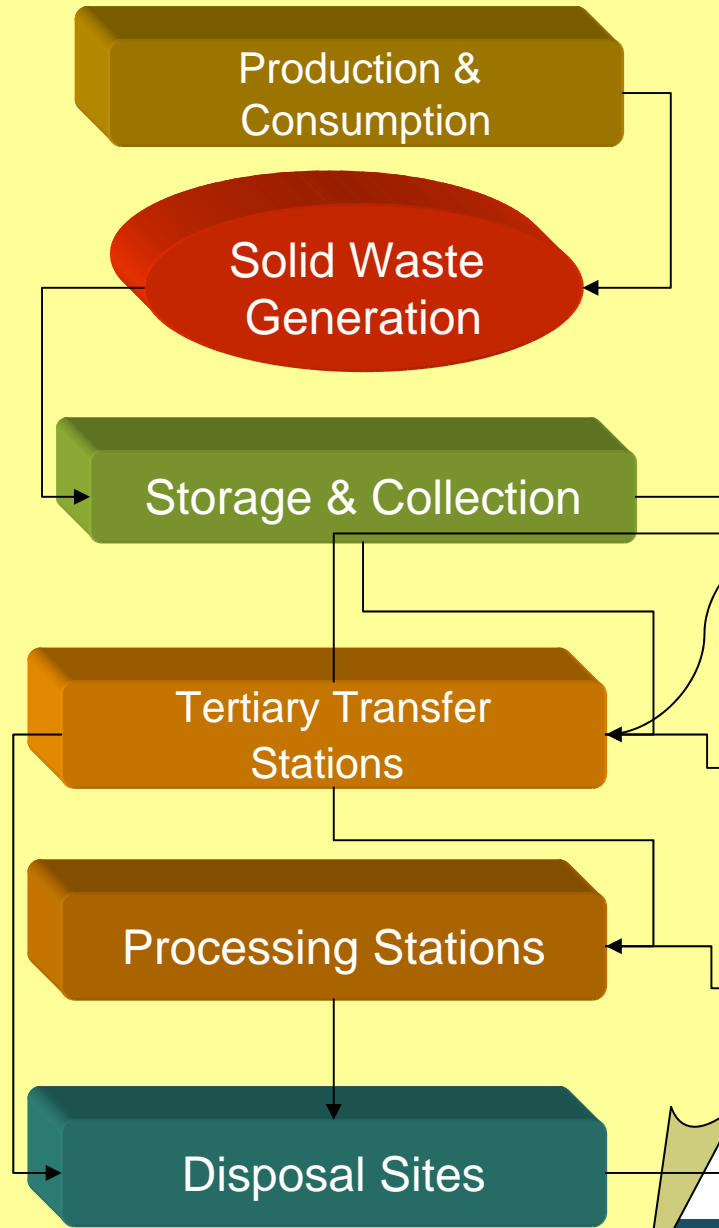 Production &
Consumption
Solid Waste
Generation
Storage & Collection
Tertiary Transfer
Stations
Processing Stations
Disposal Sites